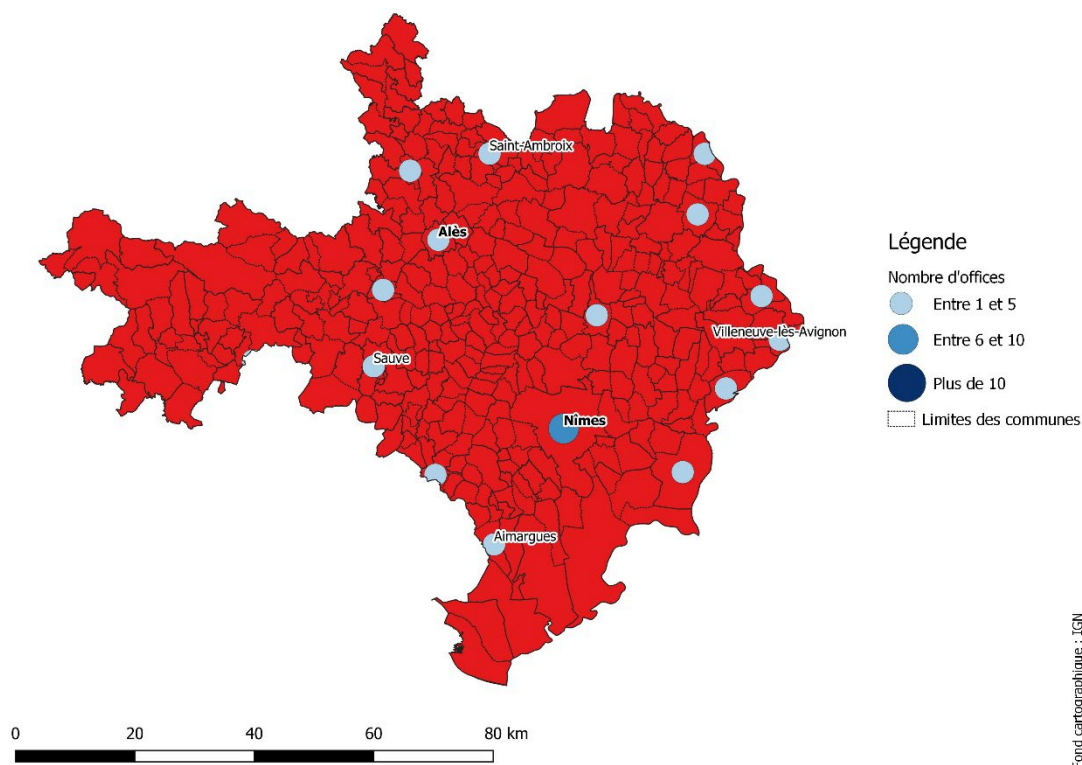 Saint-Ambroix
Alès
Villeneuve-lès-Avignon
Sauve
Nîmes
Aimargues
Légende
Nombre d'offices
Entre 1 et 5
Entre 6 et 10
Plus de 10
Limites des communes
0 20 40 60 80 km
Fond cartographique : IGN